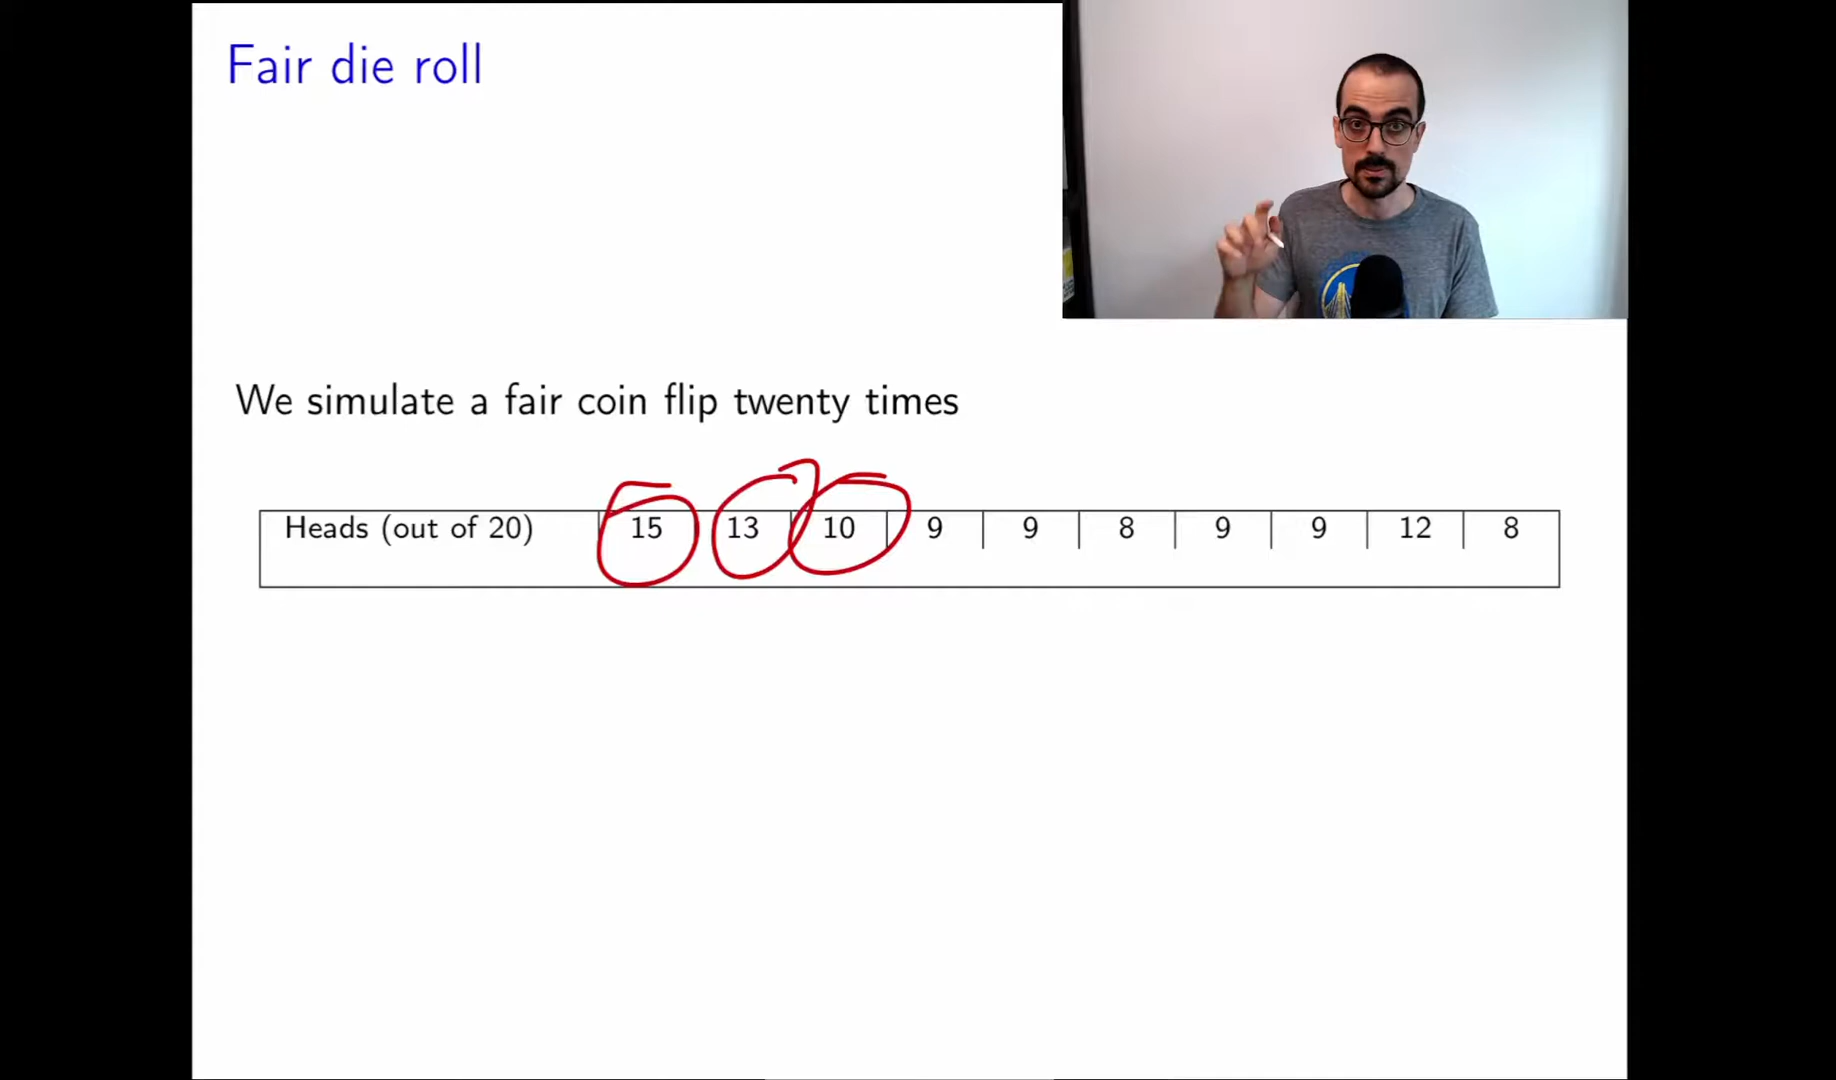 Fair die roll
We simulate a fair coin flip twenty times
Heads (out of 20) 15 13 10 9 9 8 9 9 12 8